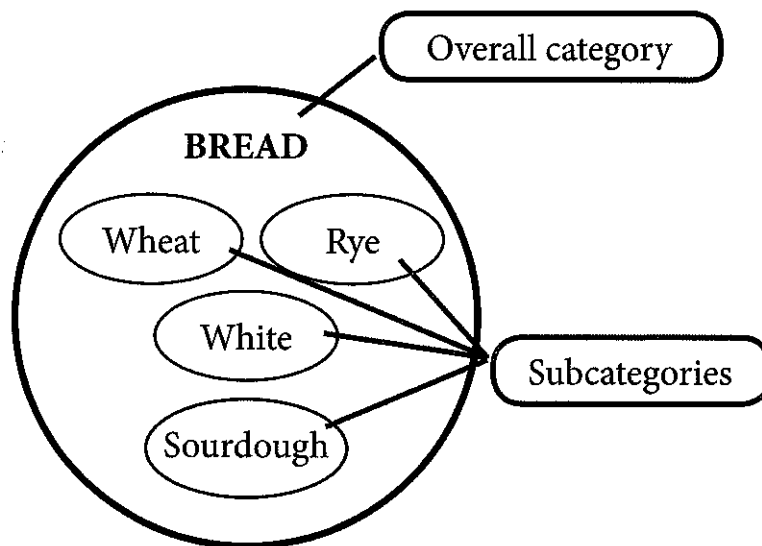 Overall category
BREAD
Wheat
Rye
White
Subcategories
Sourdough